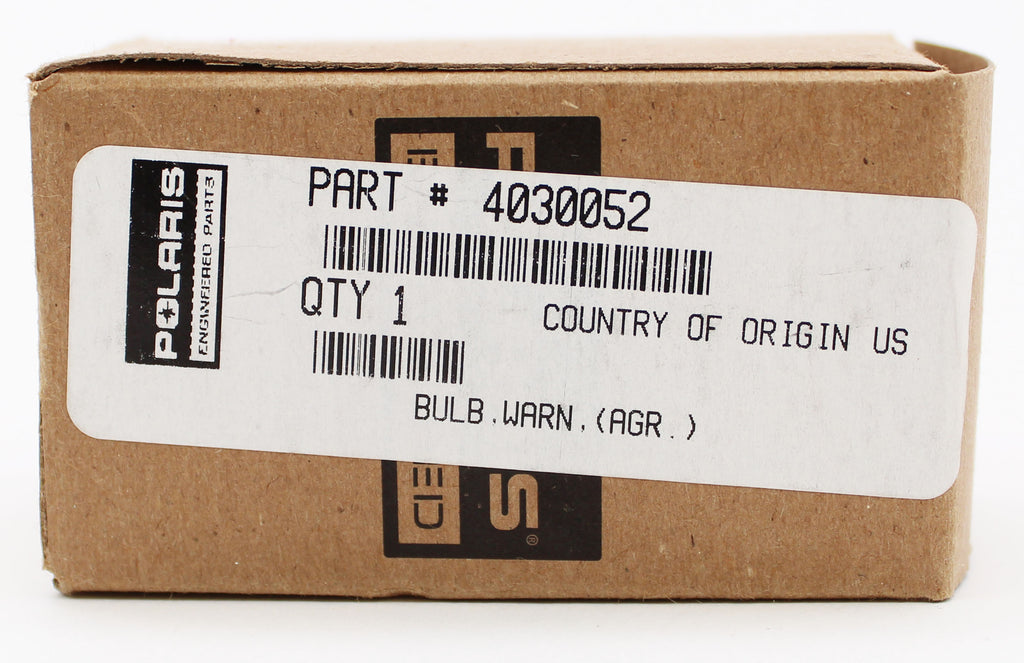 POLARIS
ENGINEERED PARTS
PART # 4030052
QTY 1
COUNTRY OF ORIGIN US
BULB,WARN,(AGR.)
S®